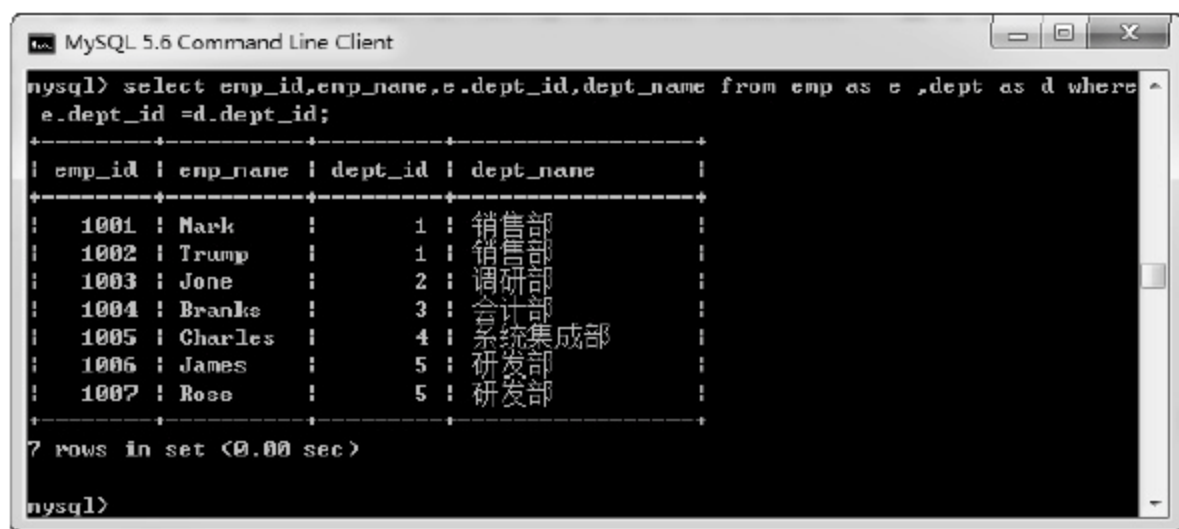 MySQL 5.6 Command Line Client
mysql> select emp_id,emp_name,e.dept_id,dept_name from emp as e ,dept as d where
e.dept_id =d.dept_id;
+--------+----------+---------+------------+
| emp_id | emp_name | dept_id | dept_name |
+--------+----------+---------+------------+
| 1001 | Mark | 1 | 销售部 |
| 1002 | Trump | 1 | 销售部 |
| 1003 | Jone | 2 | 调研部 |
| 1004 | Branks | 3 | 会计部 |
| 1005 | Charles | 4 | 系统集成部 |
| 1006 | James | 5 | 研发部 |
| 1007 | Rose | 5 | 研发部 |
+--------+----------+---------+------------+
7 rows in set (0.00 sec)
mysql>